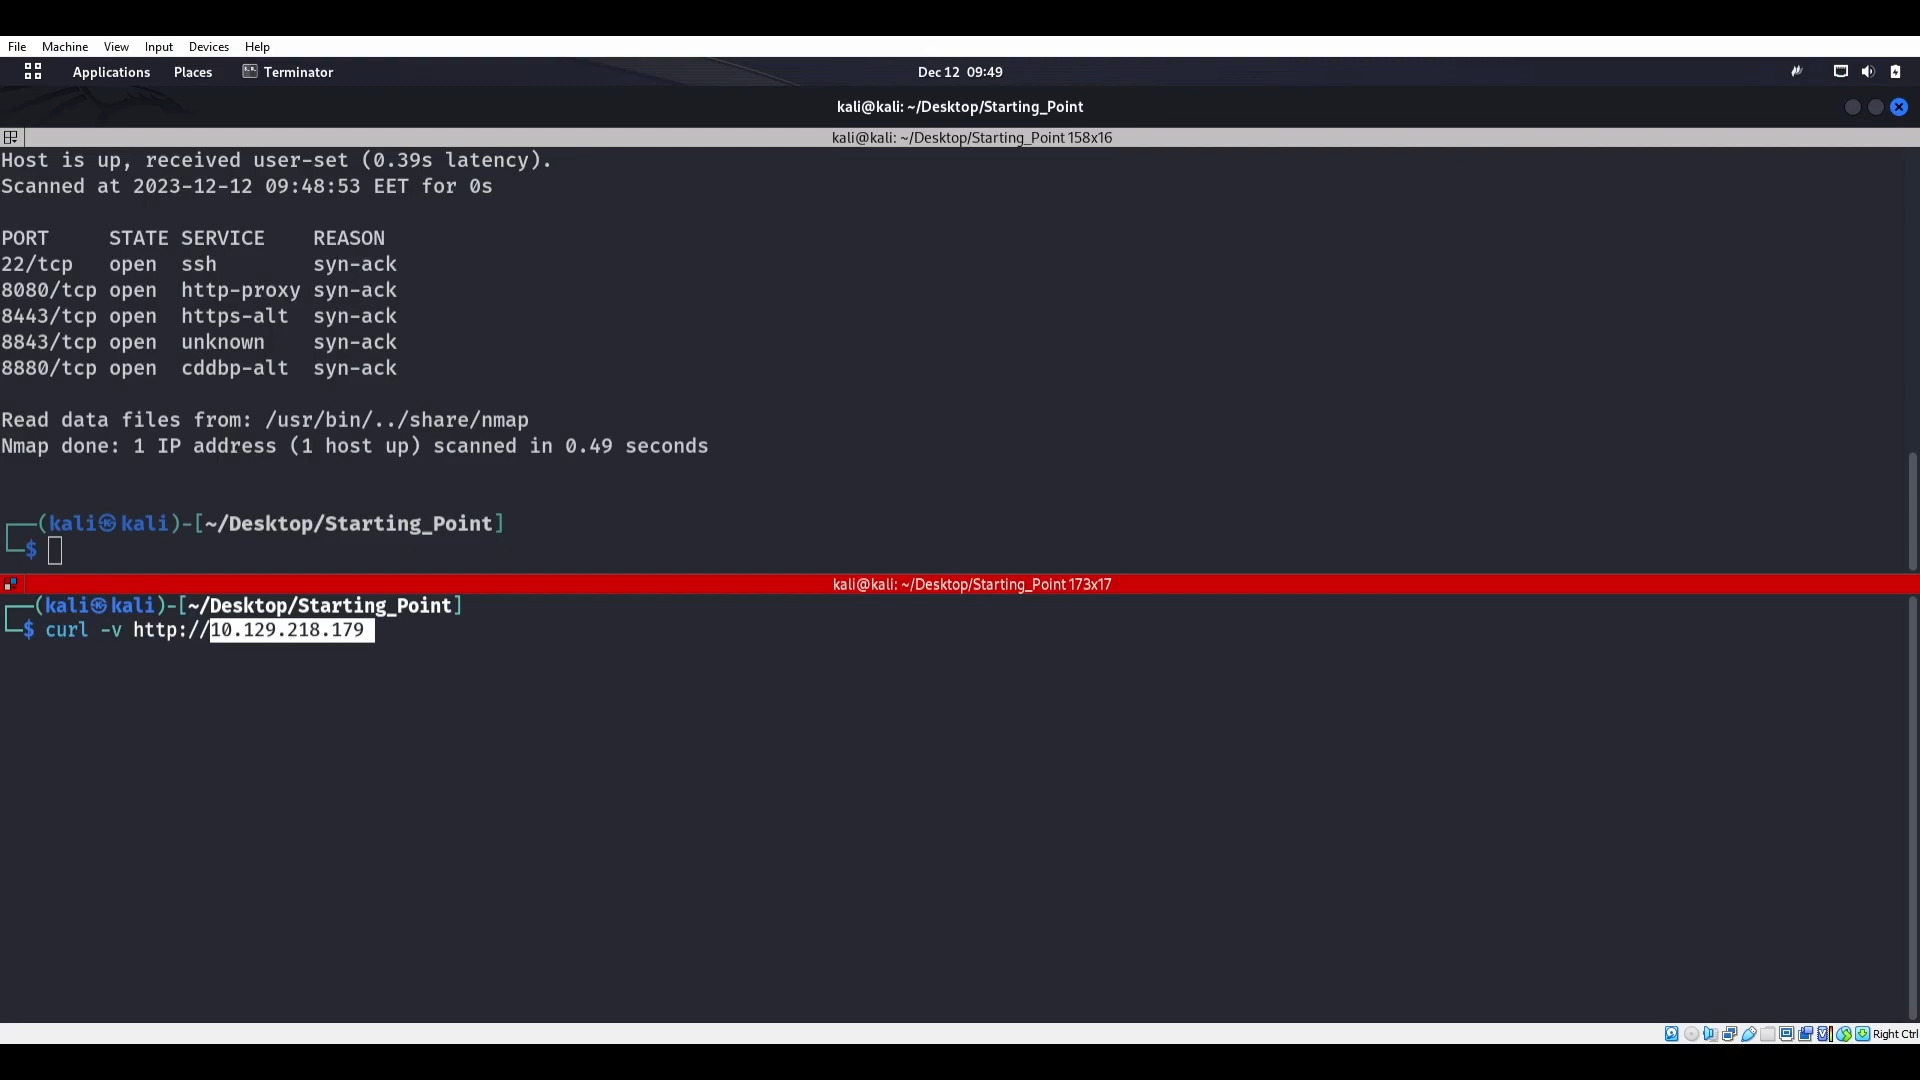 File Machine View Input Devices Help
Applications Places Terminator Dec 12 09:49
kali@kali: ~/Desktop/Starting_Point
kali@kali: ~/Desktop/Starting_Point 158x16
Host is up, received user-set (0.39s latency).
Scanned at 2023-12-12 09:48:53 EET for 0s
PORT STATE SERVICE REASON
22/tcp open ssh syn-ack
8080/tcp open http-proxy syn-ack
8443/tcp open https-alt syn-ack
8843/tcp open unknown syn-ack
8880/tcp open cddbp-alt syn-ack
Read data files from: /usr/bin/../share/nmap
Nmap done: 1 IP address (1 host up) scanned in 0.49 seconds
┌──(kali㉿kali)-[~/Desktop/Starting_Point]
└─$
kali@kali: ~/Desktop/Starting_Point 173x17
┌──(kali㉿kali)-[~/Desktop/Starting_Point]
└─$ curl -v http://10.129.218.179
Right Ctrl